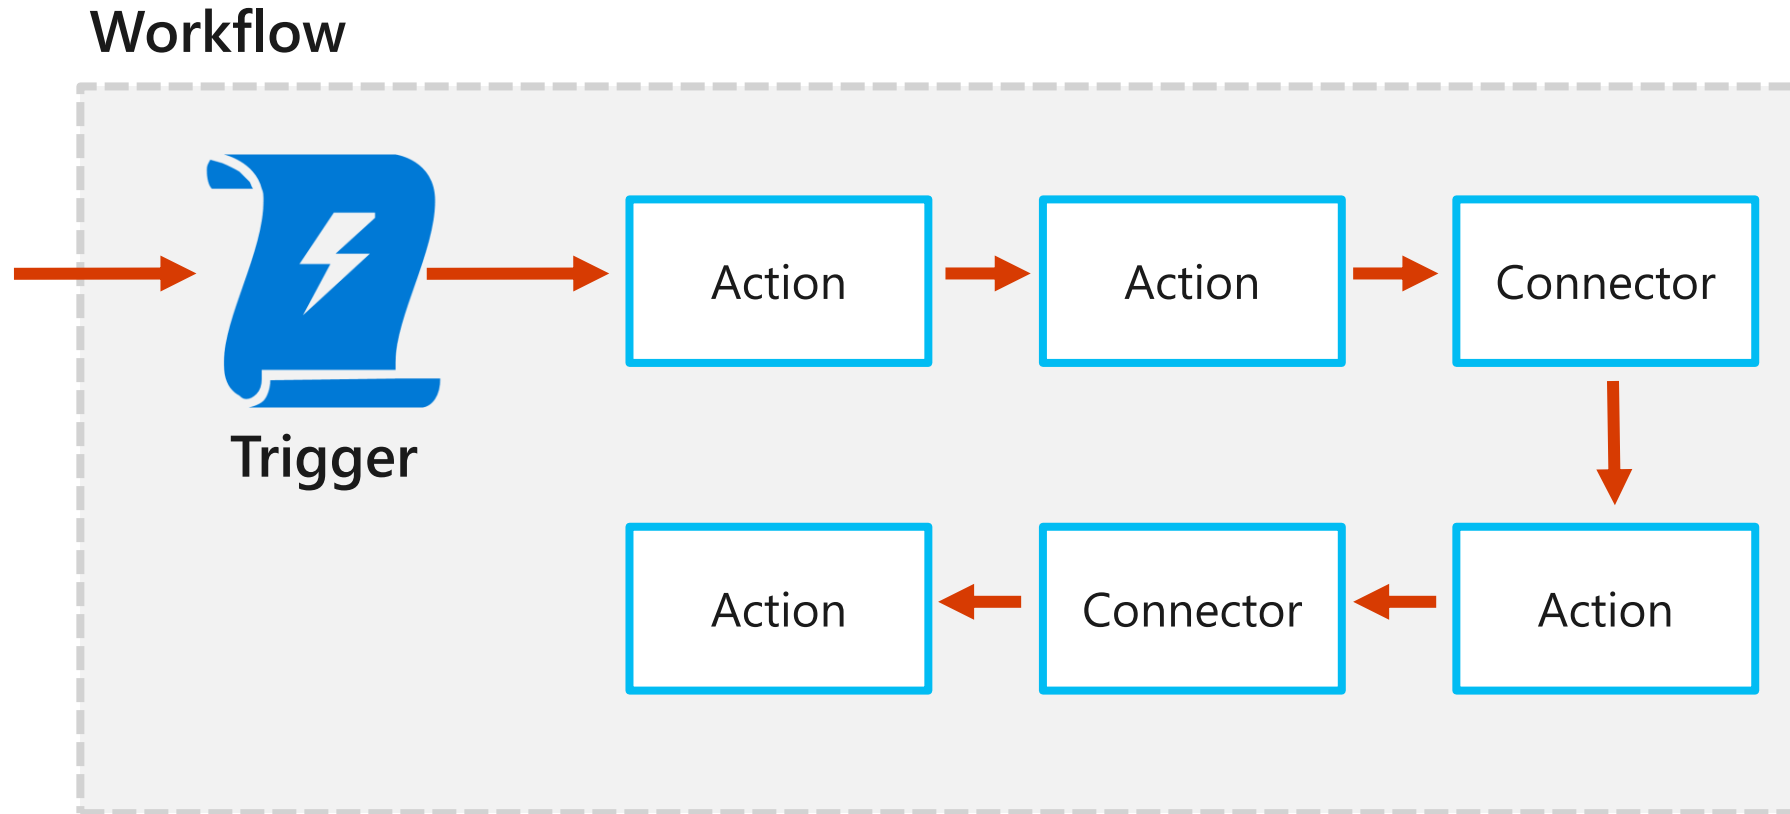 Workflow
Action
Action
Connector
Trigger
Action
Connector
Action